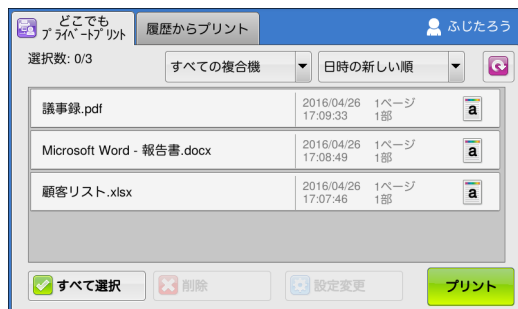 どこでも
プライベートプリント
履歴からプリント
ふじたろう
選択数: 0/3
すべての複合機
日時の新しい順
議事録.pdf
2016/04/26 1ページ
17:09:33 1部
a
Microsoft Word - 報告書.docx
2016/04/26 1ページ
17:08:49 1部
a
顧客リスト.xlsx
2016/04/26 1ページ
17:07:46 1部
a
すべて選択
削除
設定変更
プリント